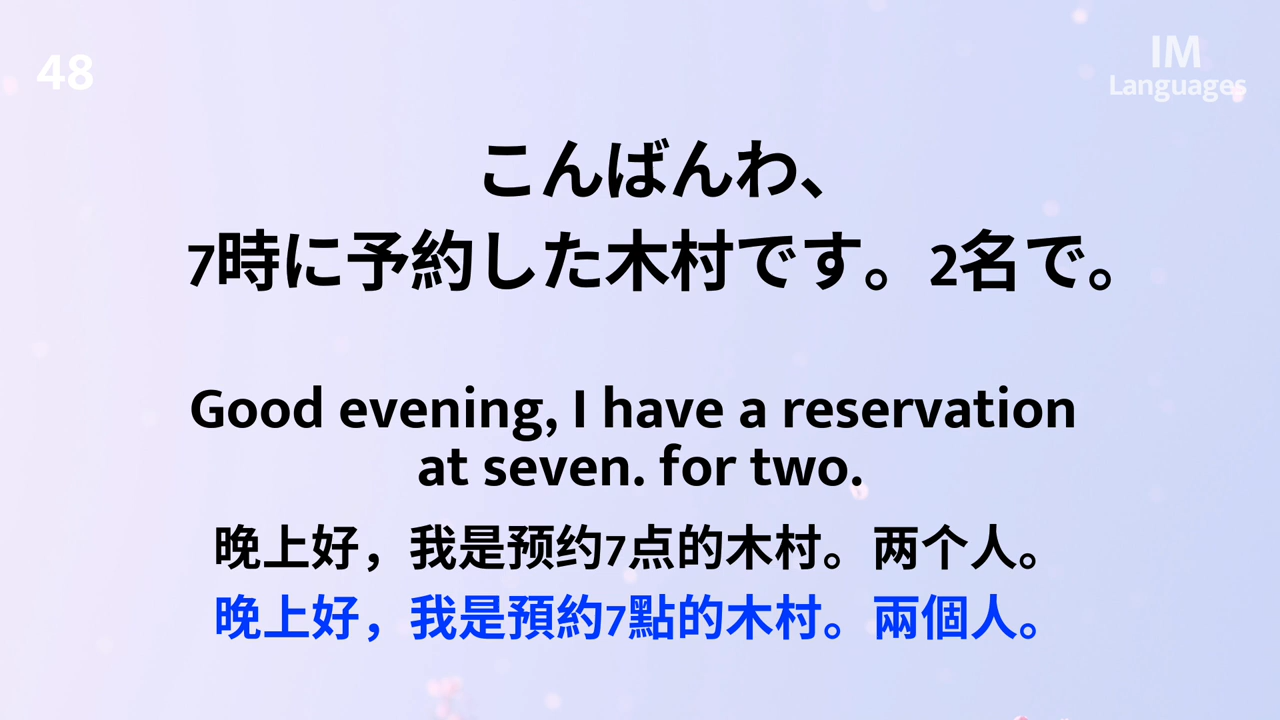 48
IM
Languages
こんばんわ、
7時に予約した木村です。2名で。
Good evening, I have a reservation
at seven. for two.
晚上好，我是预约7点的木村。两个人。
晚上好，我是預約7點的木村。兩個人。